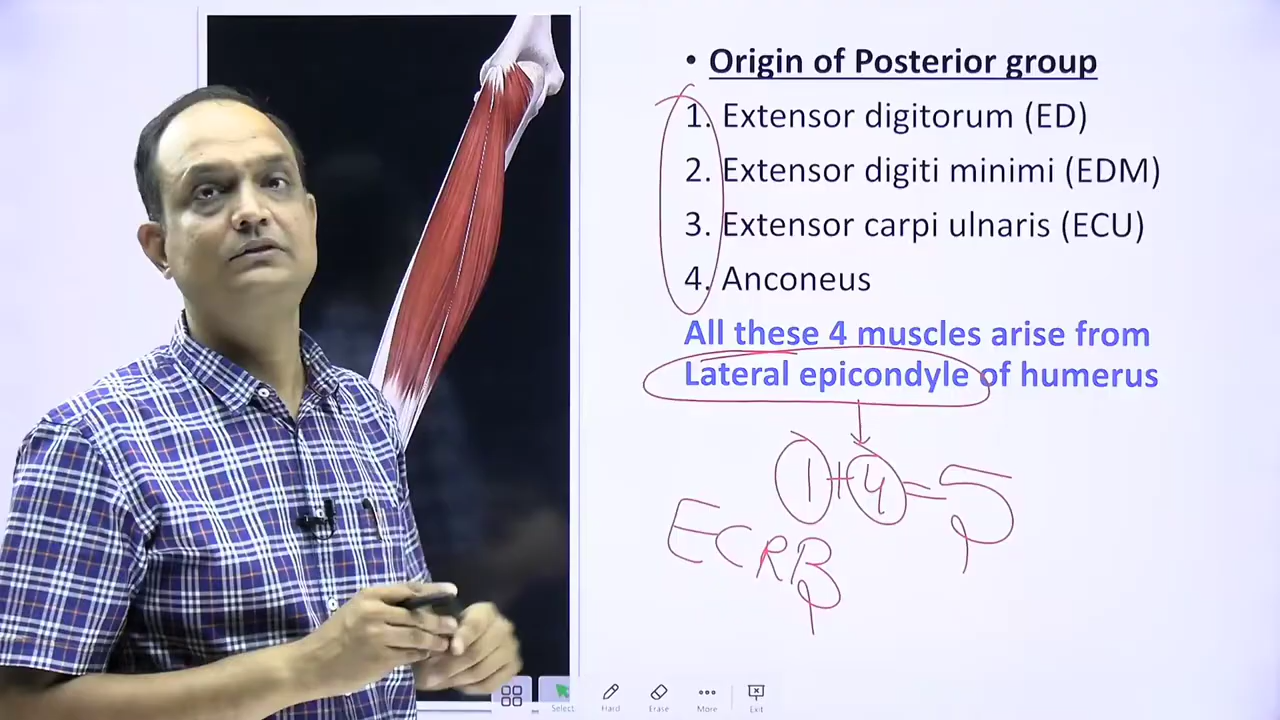 • Origin of Posterior group
1. Extensor digitorum (ED)
2. Extensor digiti minimi (EDM)
3. Extensor carpi ulnaris (ECU)
4. Anconeus
All these 4 muscles arise from
Lateral epicondyle of humerus
1 + 4 = 5
ECRB
Select
Hard
Erase
More
Exit